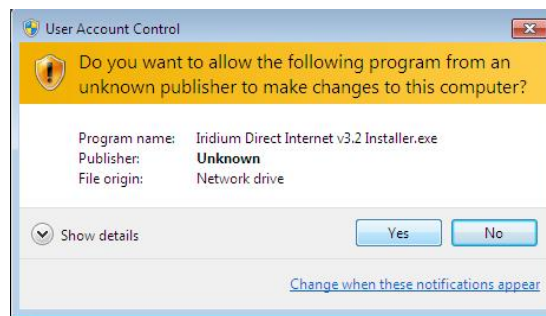 User Account Control
Do you want to allow the following program from an
unknown publisher to make changes to this computer?
Program name: Iridium Direct Internet v3.2 Installer.exe
Publisher: Unknown
File origin: Network drive
Show details Yes No
Change when these notifications appear